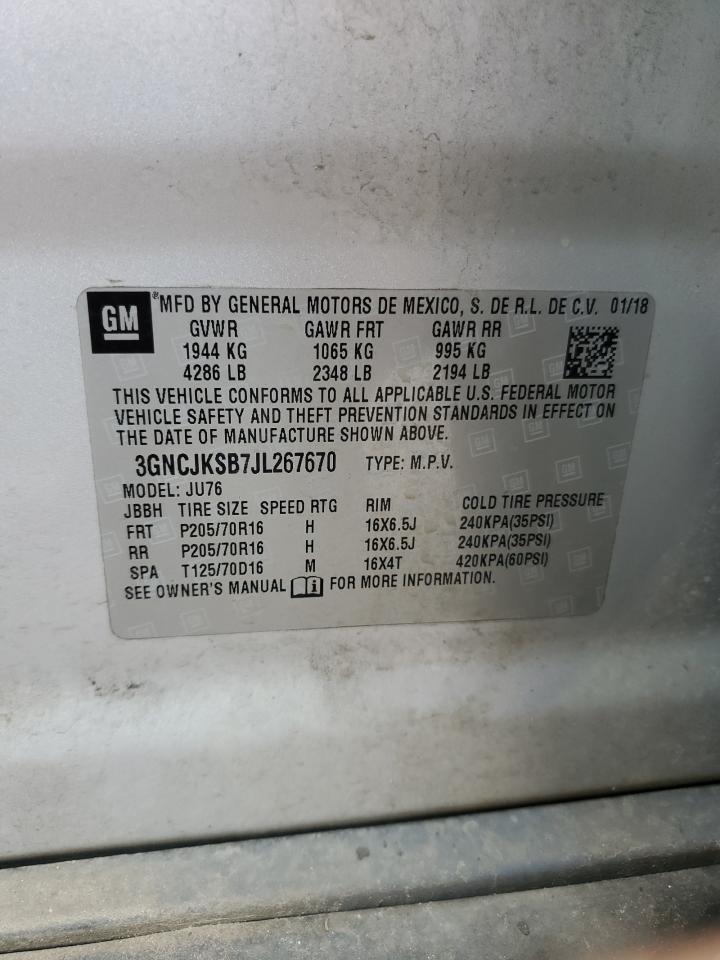 GM
® MFD BY GENERAL MOTORS DE MEXICO, S. DE R.L. DE C.V. 01/18
GVWR GAWR FRT GAWR RR
1944 KG 1065 KG 995 KG
4286 LB 2348 LB 2194 LB
THIS VEHICLE CONFORMS TO ALL APPLICABLE U.S. FEDERAL MOTOR
VEHICLE SAFETY AND THEFT PREVENTION STANDARDS IN EFFECT ON
THE DATE OF MANUFACTURE SHOWN ABOVE.
3GNCJKSB7JL267670 TYPE: M.P.V.
MODEL: JU76
JBBH TIRE SIZE SPEED RTG RIM COLD TIRE PRESSURE
FRT P205/70R16 H 16X6.5J 240KPA(35PSI)
RR P205/70R16 H 16X6.5J 240KPA(35PSI)
SPA T125/70D16 M 16X4T 420KPA(60PSI)
SEE OWNER'S MANUAL i FOR MORE INFORMATION.